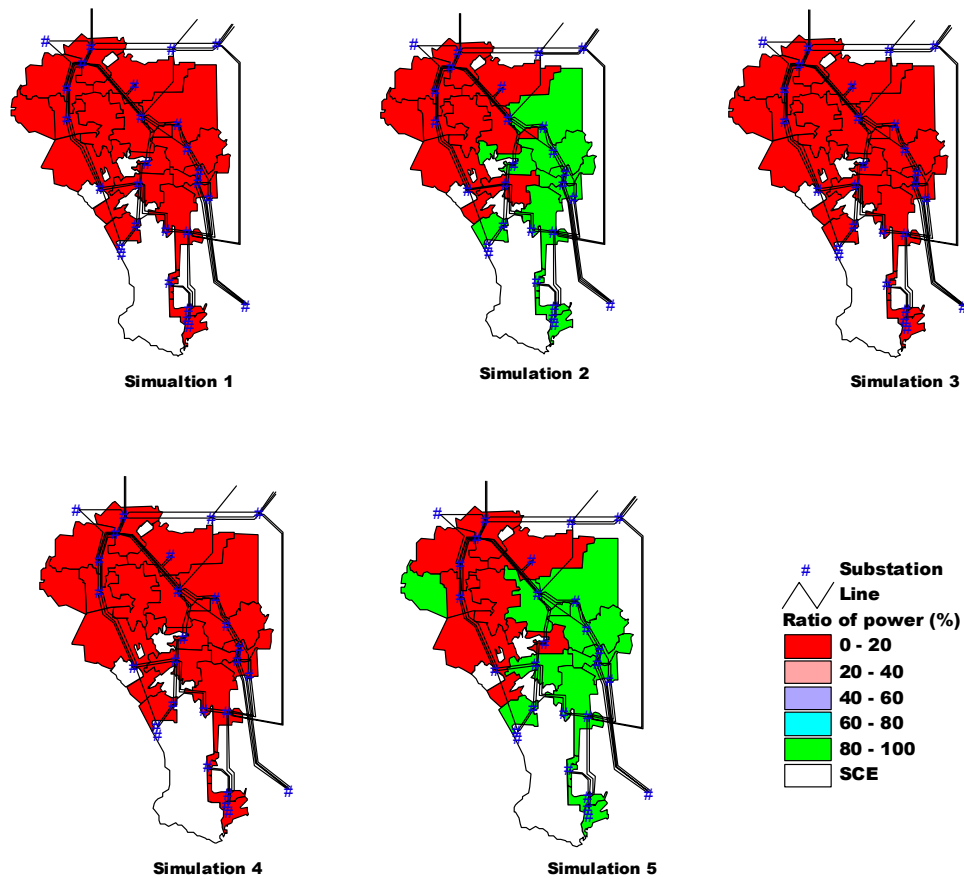 Simualtion 1
Simulation 2
Simulation 3
# Substation
Line
Ratio of power (%)
0 - 20
20 - 40
40 - 60
60 - 80
80 - 100
SCE
Simulation 4
Simulation 5